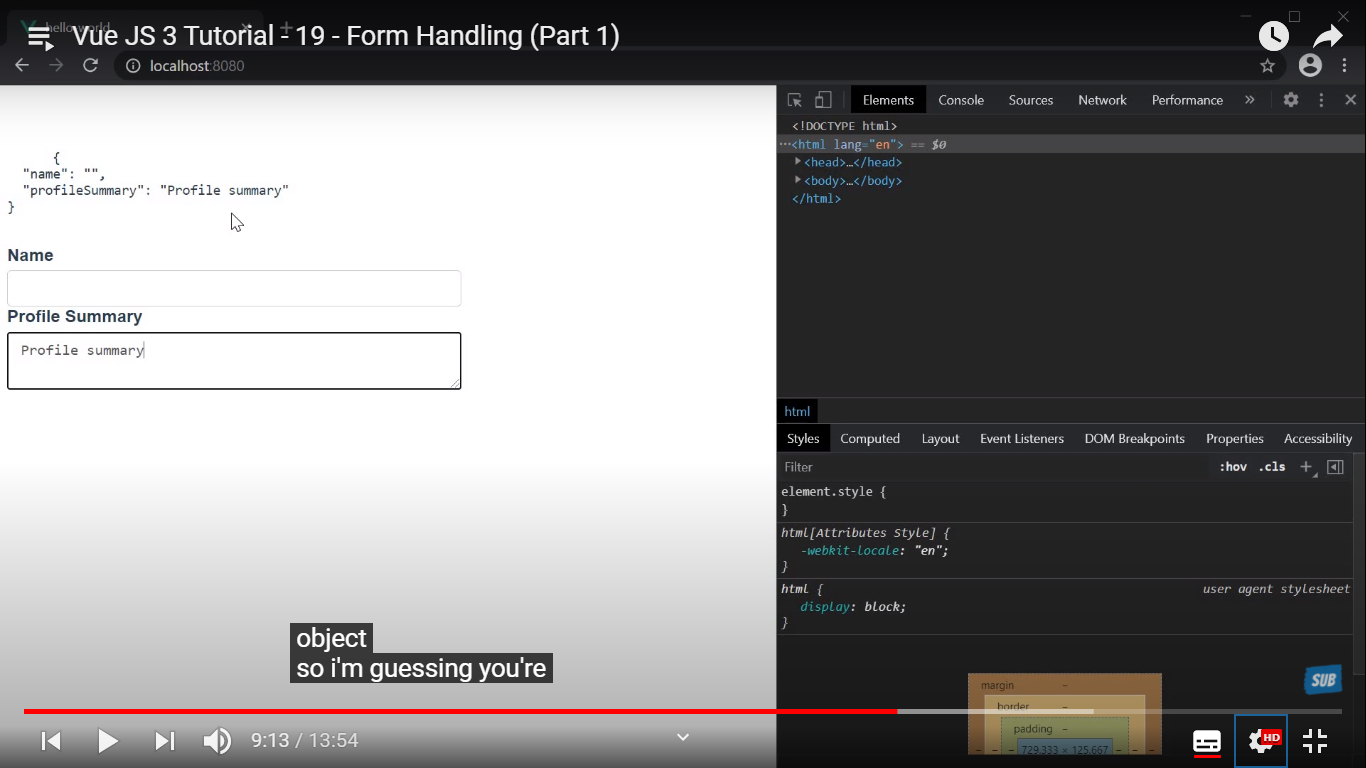 hello world
Vue JS 3 Tutorial - 19 - Form Handling (Part 1)
localhost:8080
Elements Console Sources Network Performance »
<!DOCTYPE html>
⋯<html lang="en"> == $0
<head>…</head>
<body>…</body>
</html>
{
"name": "",
"profileSummary": "Profile summary"
}
Name
Profile Summary
Profile summary
html
Styles Computed Layout Event Listeners DOM Breakpoints Properties Accessibility
Filter :hov .cls +
element.style {
}
html[Attributes Style] {
-webkit-locale: "en";
}
html { user agent stylesheet
display: block;
}
margin –
border –
padding –
– – – 729.333 × 125.667 – – –
object
so i'm guessing you're
SUB
9:13 / 13:54
HD